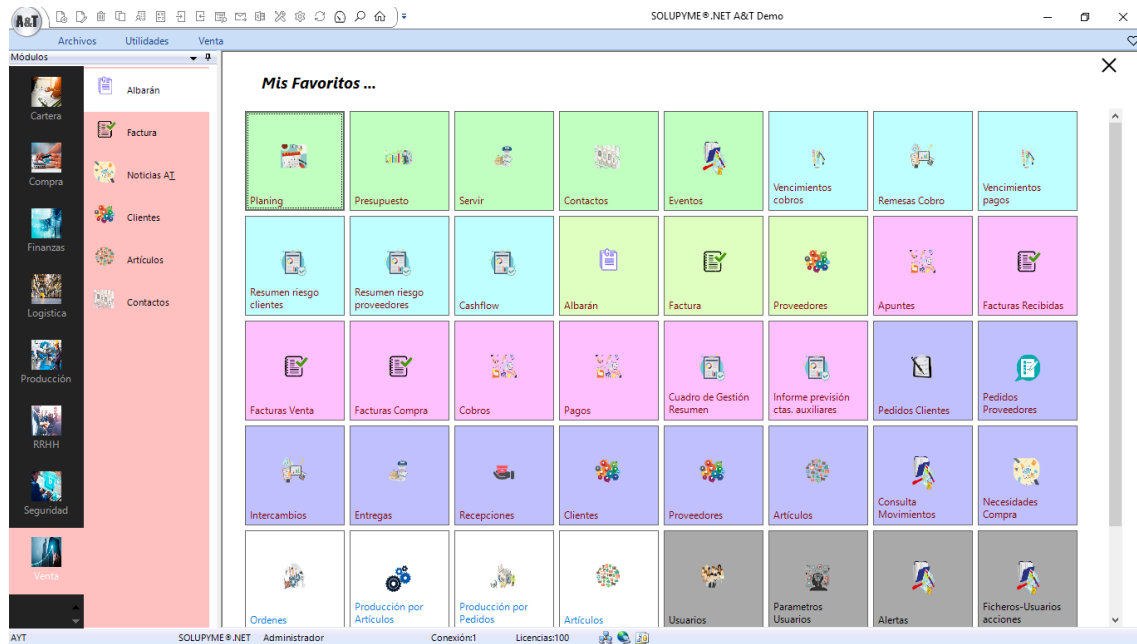 A&T
SOLUPYME®.NET A&T Demo
Archivos
Utilidades
Venta
Módulos
Cartera
Compra
Finanzas
Logística
Producción
RRHH
Seguridad
Venta
Albarán
Factura
Noticias AT
Clientes
Artículos
Contactos
Mis Favoritos ...
Planing
Presupuesto
Servir
Contactos
Eventos
Vencimientos
cobros
Remesas Cobro
Vencimientos
pagos
Resumen riesgo
clientes
Resumen riesgo
proveedores
Cashflow
Albarán
Factura
Proveedores
Apuntes
Facturas Recibidas
Facturas Venta
Facturas Compra
Cobros
Pagos
Cuadro de Gestión
Resumen
Informe previsión
ctas. auxiliares
Pedidos Clientes
Pedidos
Proveedores
Intercambios
Entregas
Recepciones
Clientes
Proveedores
Artículos
Consulta
Movimientos
Necesidades
Compra
Ordenes
Producción por
Artículos
Producción por
Pedidos
Artículos
Usuarios
Parametros
Usuarios
Alertas
Ficheros-Usuarios
acciones
AYT
SOLUPYME®.NET
Administrador
Conexión:1
Licencias:100